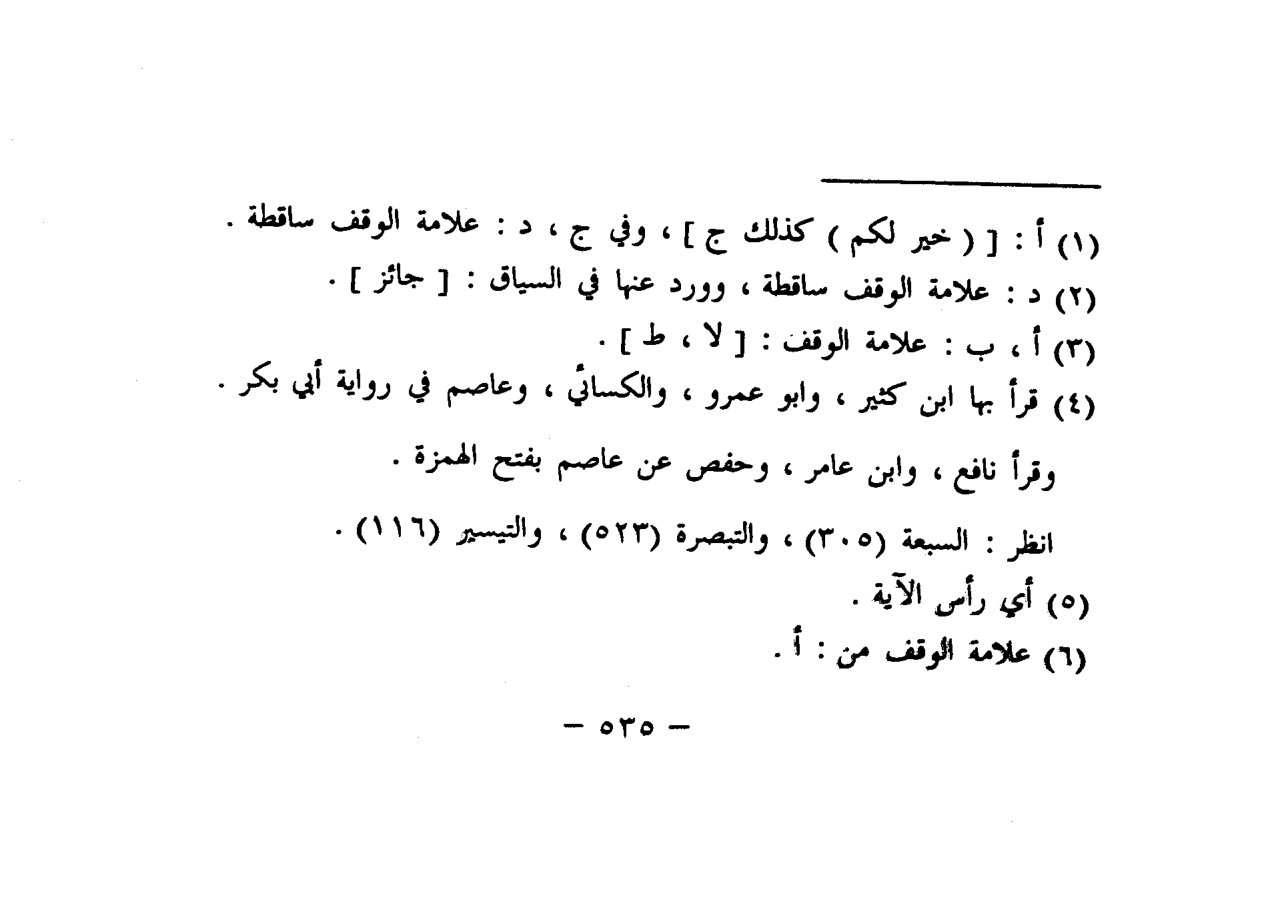 (١) أ : [ ( خير لكم ) كذلك ج ] ، وفي ج ، د : علامة الوقف ساقطة .
(٢) د : علامة الوقف ساقطة ، وورد عنها في السياق : [ جائز ] .
(٣) أ ، ب : علامة الوقف : [ لا ، ط ] .
(٤) قرأ بها ابن كثير ، وابو عمرو ، والكسائي ، وعاصم في رواية أبي بكر .
وقرأ نافع ، وابن عامر ، وحفص عن عاصم بفتح الهمزة .
انظر : السبعة (٣٠٥) ، والتبصرة (٥٢٣) ، والتيسير (١١٦) .
(٥) أي رأس الآية .
(٦) علامة الوقف من : أ .
– ٥٣٥ –